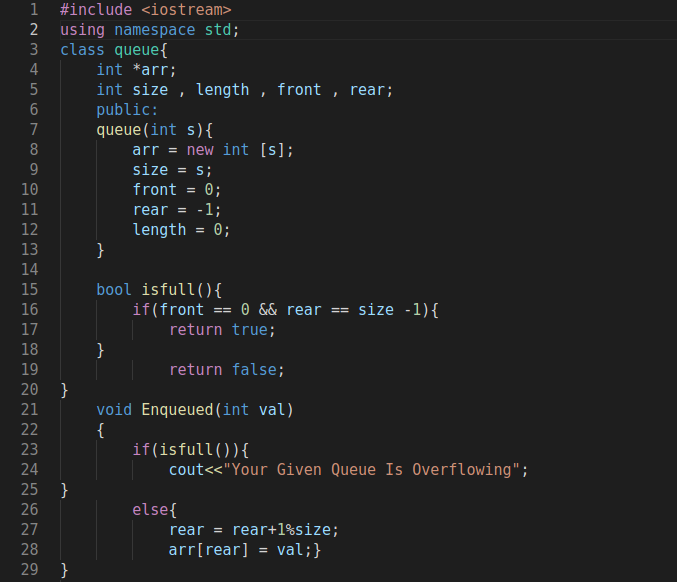 1 #include <iostream>
2 using namespace std;
3 class queue{
4     int *arr;
5     int size , length , front , rear;
6     public:
7     queue(int s){
8         arr = new int [s];
9         size = s;
10         front = 0;
11         rear = -1;
12         length = 0;
13     }
14
15     bool isfull(){
16         if(front == 0 && rear == size -1){
17             return true;
18     }
19             return false;
20 }
21     void Enqueued(int val)
22     {
23         if(isfull()){
24             cout<<"Your Given Queue Is Overflowing";
25 }
26         else{
27             rear = rear+1%size;
28             arr[rear] = val;}
29 }